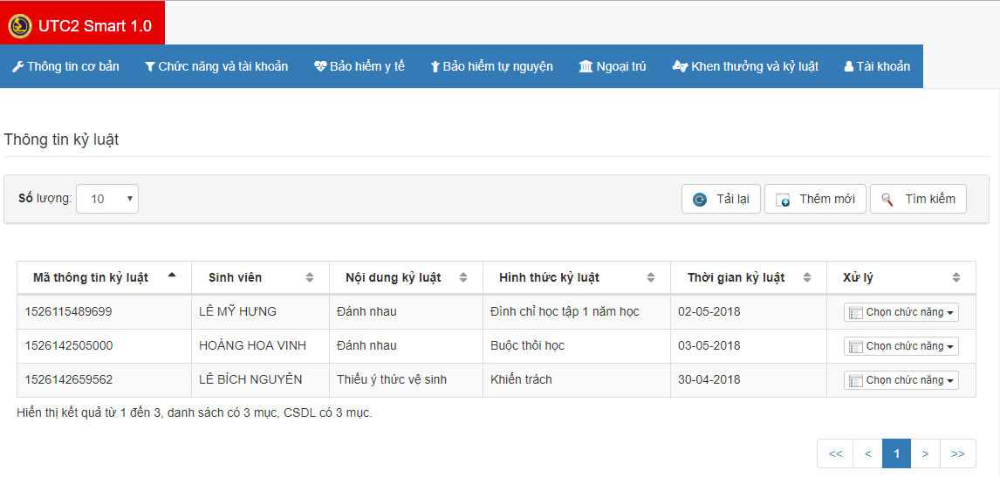 UTC2 Smart 1.0
Thông tin cơ bản Chức năng và tài khoản Bảo hiểm y tế Bảo hiểm tự nguyện Ngoại trú Khen thưởng và kỷ luật Tài khoản
Thông tin kỷ luật
Số lượng: 10 Tải lại Thêm mới Tìm kiếm
Mã thông tin kỷ luật Sinh viên Nội dung kỷ luật Hình thức kỷ luật Thời gian kỷ luật Xử lý
1526115489699 LÊ MỸ HƯNG Đánh nhau Đình chỉ học tập 1 năm học 02-05-2018 Chọn chức năng
1526142505000 HOÀNG HOA VINH Đánh nhau Buộc thôi học 03-05-2018 Chọn chức năng
1526142659562 LÊ BÍCH NGUYÊN Thiếu ý thức vệ sinh Khiển trách 30-04-2018 Chọn chức năng
Hiển thị kết quả từ 1 đến 3, danh sách có 3 mục, CSDL có 3 mục.
<< < 1 > >>